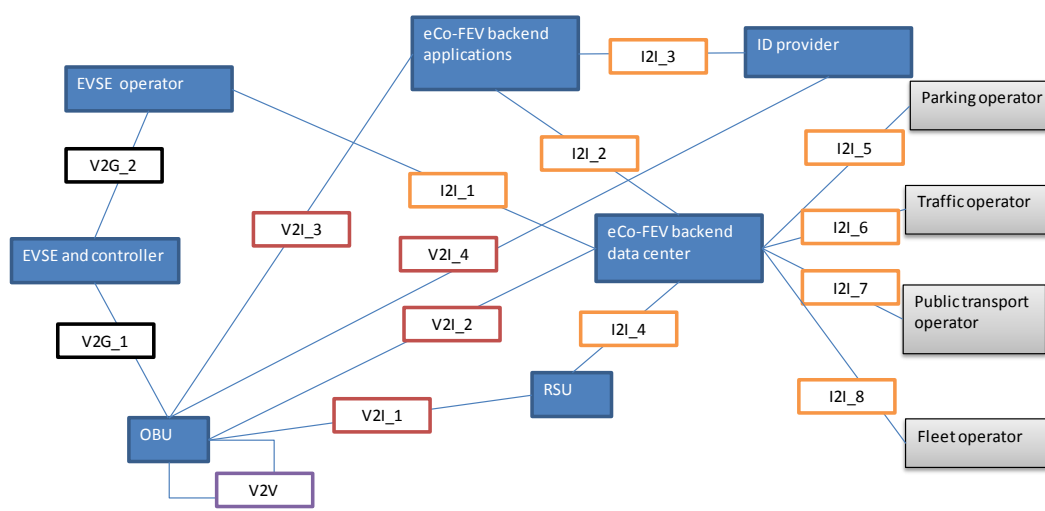 eCo-FEV backend
applications
I2I_3
ID provider
EVSE operator
Parking operator
V2G_2
I2I_2
I2I_5
I2I_1
Traffic operator
V2I_3
I2I_6
EVSE and controller
V2I_4
eCo-FEV backend
data center
I2I_7
Public transport
operator
V2G_1
V2I_2
I2I_4
RSU
I2I_8
V2I_1
OBU
Fleet operator
V2V